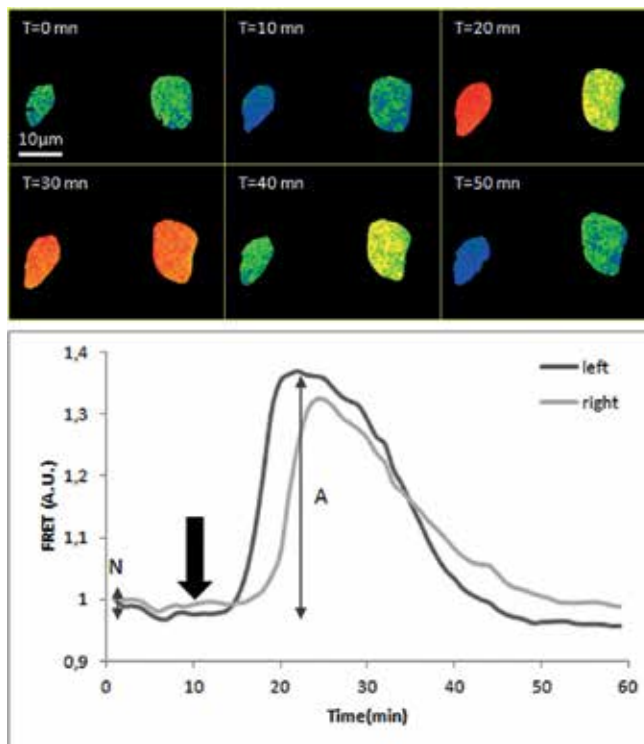 T=0 mn
T=10 mn
T=20 mn
10µm
T=30 mn
T=40 mn
T=50 mn
1,4
left
right
1,3
1,2
FRET (A.U.)
A
1,1
N
1
0,9
0 10 20 30 40 50 60
Time(min)